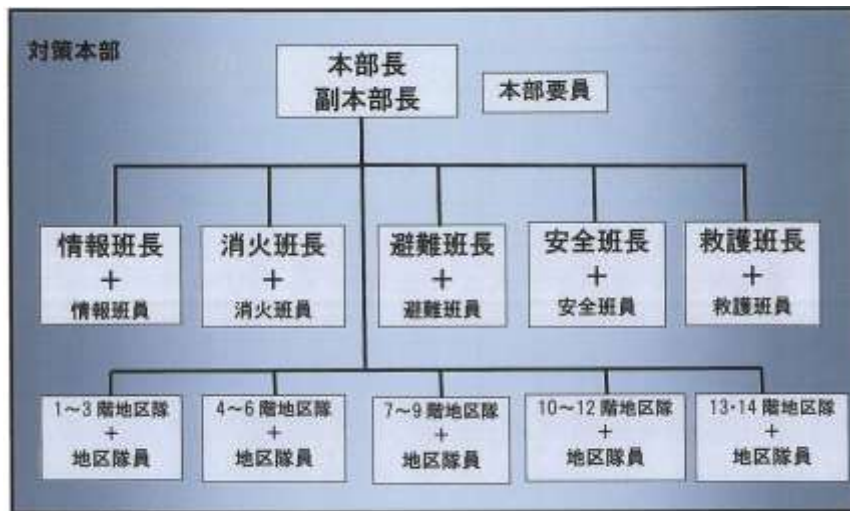 対策本部
本部長
副本部長
本部要員
情報班長
+
情報班員
消火班長
+
消火班員
避難班長
+
避難班員
安全班長
+
安全班員
救護班長
+
救護班員
1～3 階地区隊
+
地区隊員
4～6 階地区隊
+
地区隊員
7～9 階地区隊
+
地区隊員
10～12 階地区隊
+
地区隊員
13・14 階地区隊
+
地区隊員